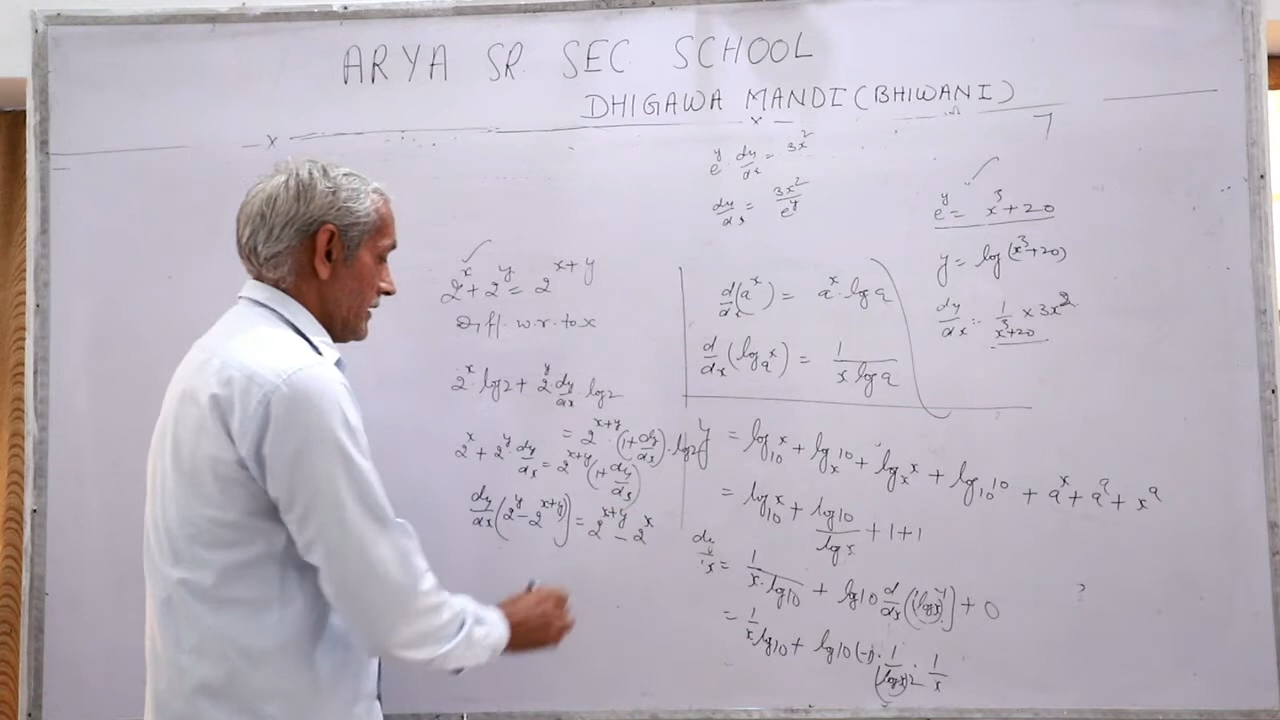 ARYA SR. SEC SCHOOL
DHIGAWA MANDI (BHIWANI)
e^y dy/dx = 3x^2
dy/dx = 3x^2/e^y
e^y = x^3+20
y = log(x^3+20)
dy/dx = 1/(x^3+20) × 3x^2
2^x + 2^y = 2^(x+y)
Diff. w.r. to x
2^x · log2 + 2^y dy/dx · log2
= 2^(x+y) · (1+dy/dx) · log2
2^x + 2^y · dy/dx = 2^(x+y) (1+dy/dx)
dy/dx (2^y - 2^(x+y)) = 2^(x+y) - 2^x
d/dx (a^x) = a^x · log a
d/dx (log_a x) = 1/(x log a)
y = log_10 x + log_x 10 + log_x x + log_10 10 + a^x + a^a + x^a
= log_10 x + log10/logx + 1+1
dy/dx = 1/(x·log10) + log10 d/dx (logx)^-1 + 0
= 1/x log10 + log10 (-1) · 1/(logx)^2 · 1/x